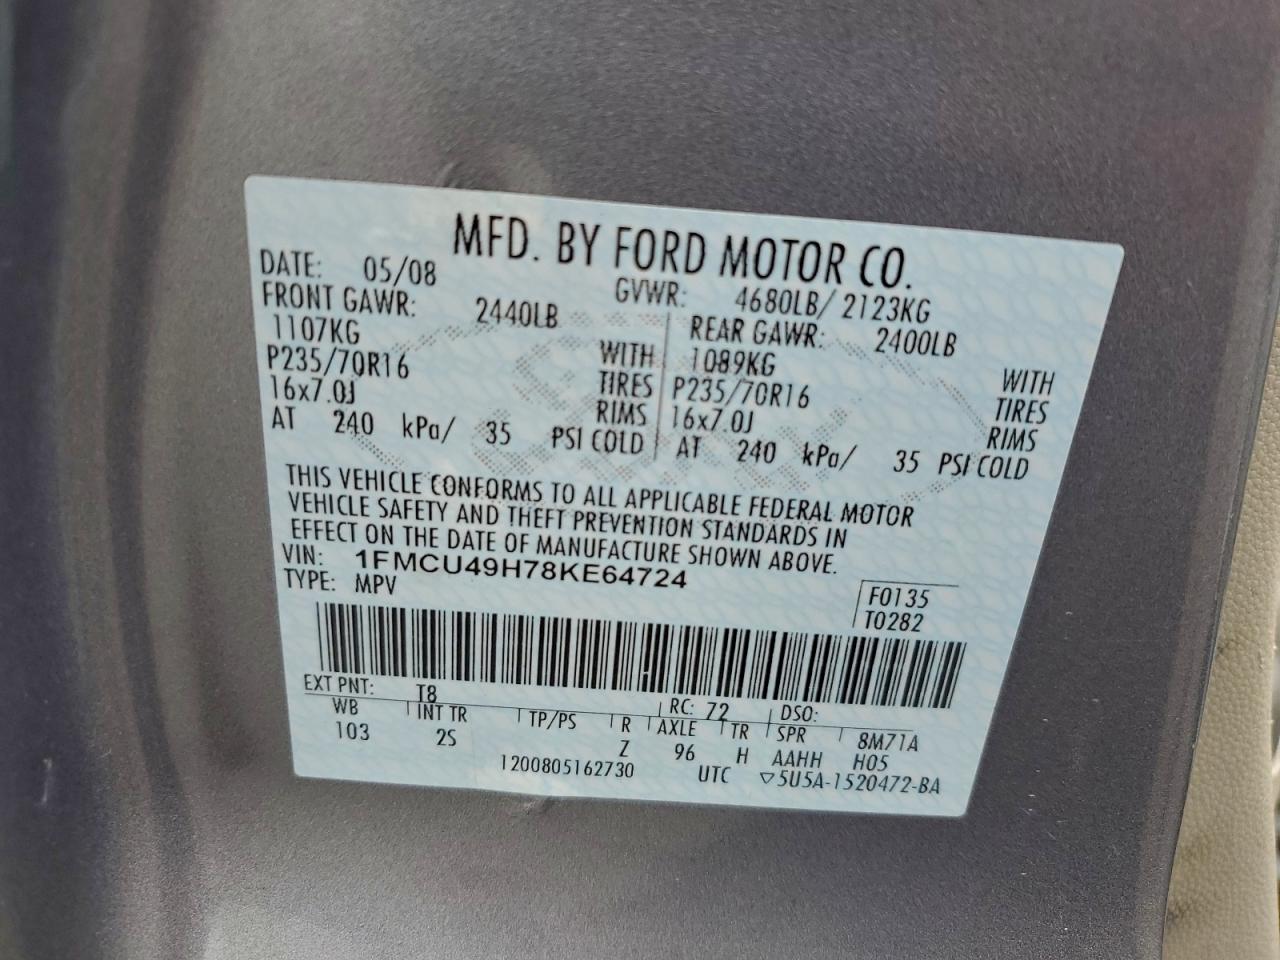 MFD. BY FORD MOTOR CO.
DATE: 05/08 GVWR: 4680LB/ 2123KG
FRONT GAWR: 2440LB REAR GAWR: 2400LB
1107KG WITH 1089KG WITH
P235/70R16 TIRES P235/70R16 TIRES
16x7.0J RIMS 16x7.0J RIMS
AT 240 kPa/ 35 PSI COLD AT 240 kPa/ 35 PSI COLD
THIS VEHICLE CONFORMS TO ALL APPLICABLE FEDERAL MOTOR
VEHICLE SAFETY AND THEFT PREVENTION STANDARDS IN
EFFECT ON THE DATE OF MANUFACTURE SHOWN ABOVE.
VIN: 1FMCU49H78KE64724
TYPE: MPV
F0135
T0282
EXT PNT: T8 RC: 72 DSO:
WB INT TR TP/PS R AXLE TR SPR 8M71A
103 2S Z 96 H AAHH H05
1200805162730 UTC ▽5U5A-1520472-BA